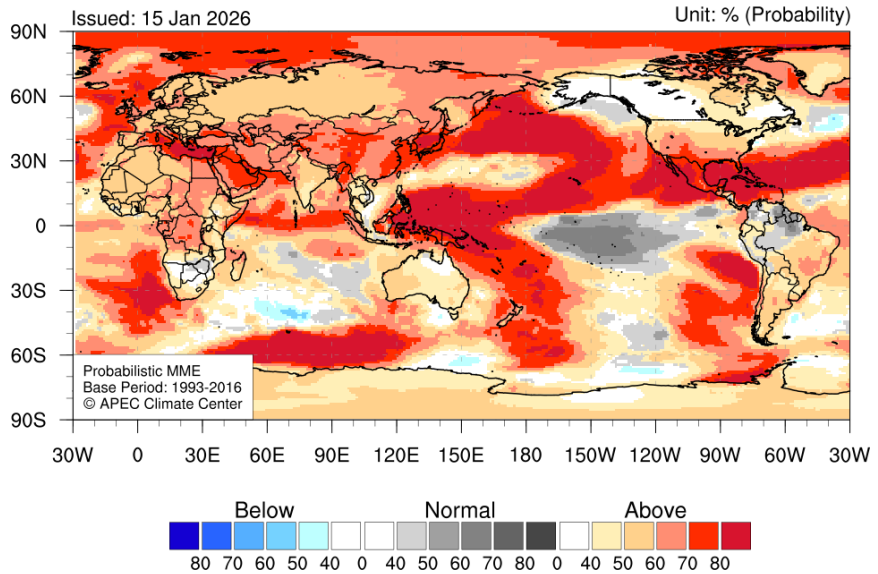 Issued: 15 Jan 2026
Unit: % (Probability)
90N
60N
30N
0
30S
60S
90S
Probabilistic MME
Base Period: 1993-2016
© APEC Climate Center
30W 0 30E 60E 90E 120E 150E 180 150W 120W 90W 60W 30W
Below Normal Above
80 70 60 50 40 0 40 50 60 70 80 0 40 50 60 70 80